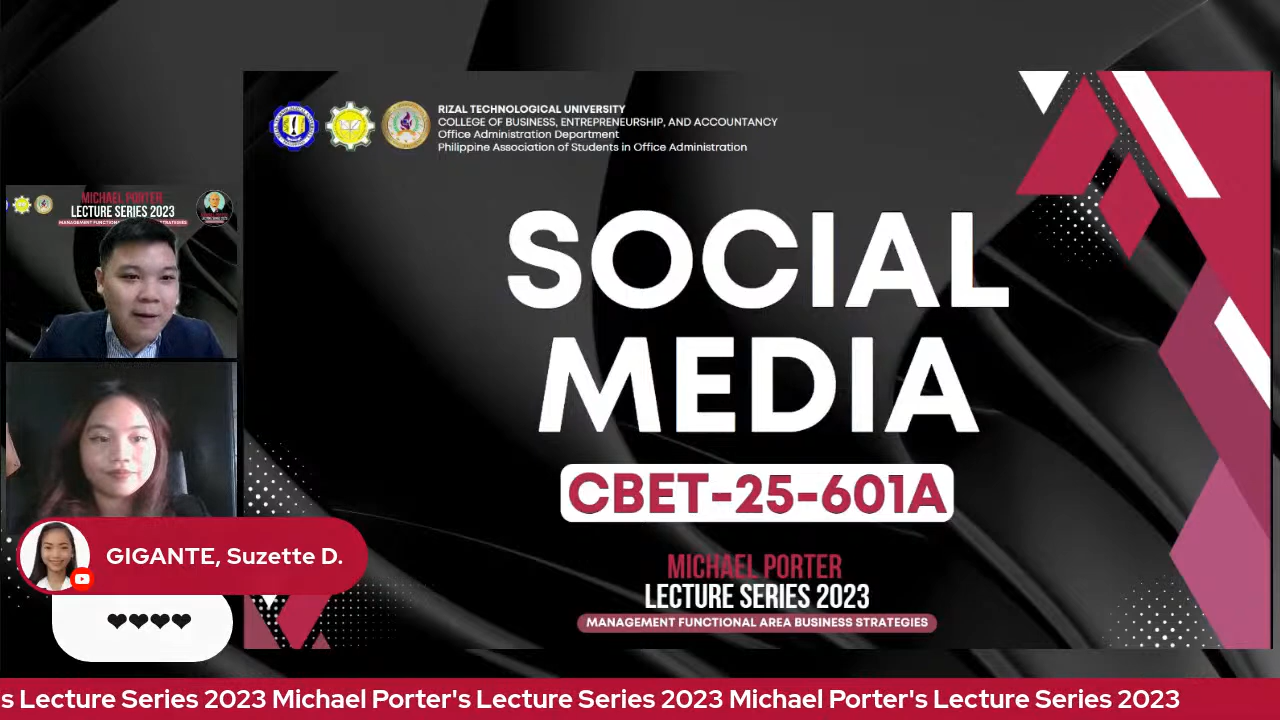 RIZAL TECHNOLOGICAL UNIVERSITY
COLLEGE OF BUSINESS, ENTREPRENEURSHIP, AND ACCOUNTANCY
Office Administration Department
Philippine Association of Students in Office Administration
MICHAEL PORTER
LECTURE SERIES 2023
SOCIAL
MEDIA
CBET-25-601A
MICHAEL PORTER
LECTURE SERIES 2023
MANAGEMENT FUNCTIONAL AREA BUSINESS STRATEGIES
GIGANTE, Suzette D.
❤❤❤❤
s Lecture Series 2023 Michael Porter's Lecture Series 2023 Michael Porter's Lecture Series 2023